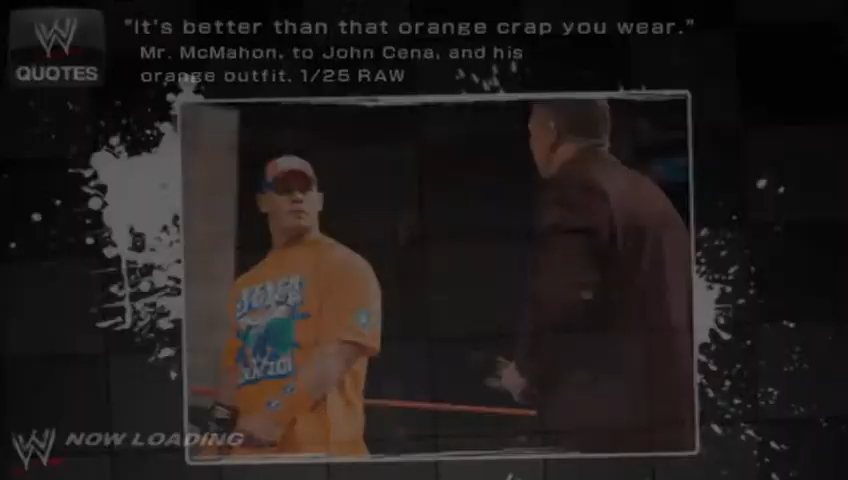 "It's better than that orange crap you wear."
Mr. McMahon, to John Cena, and his
orange outfit. 1/25 RAW
QUOTES
NOW LOADING